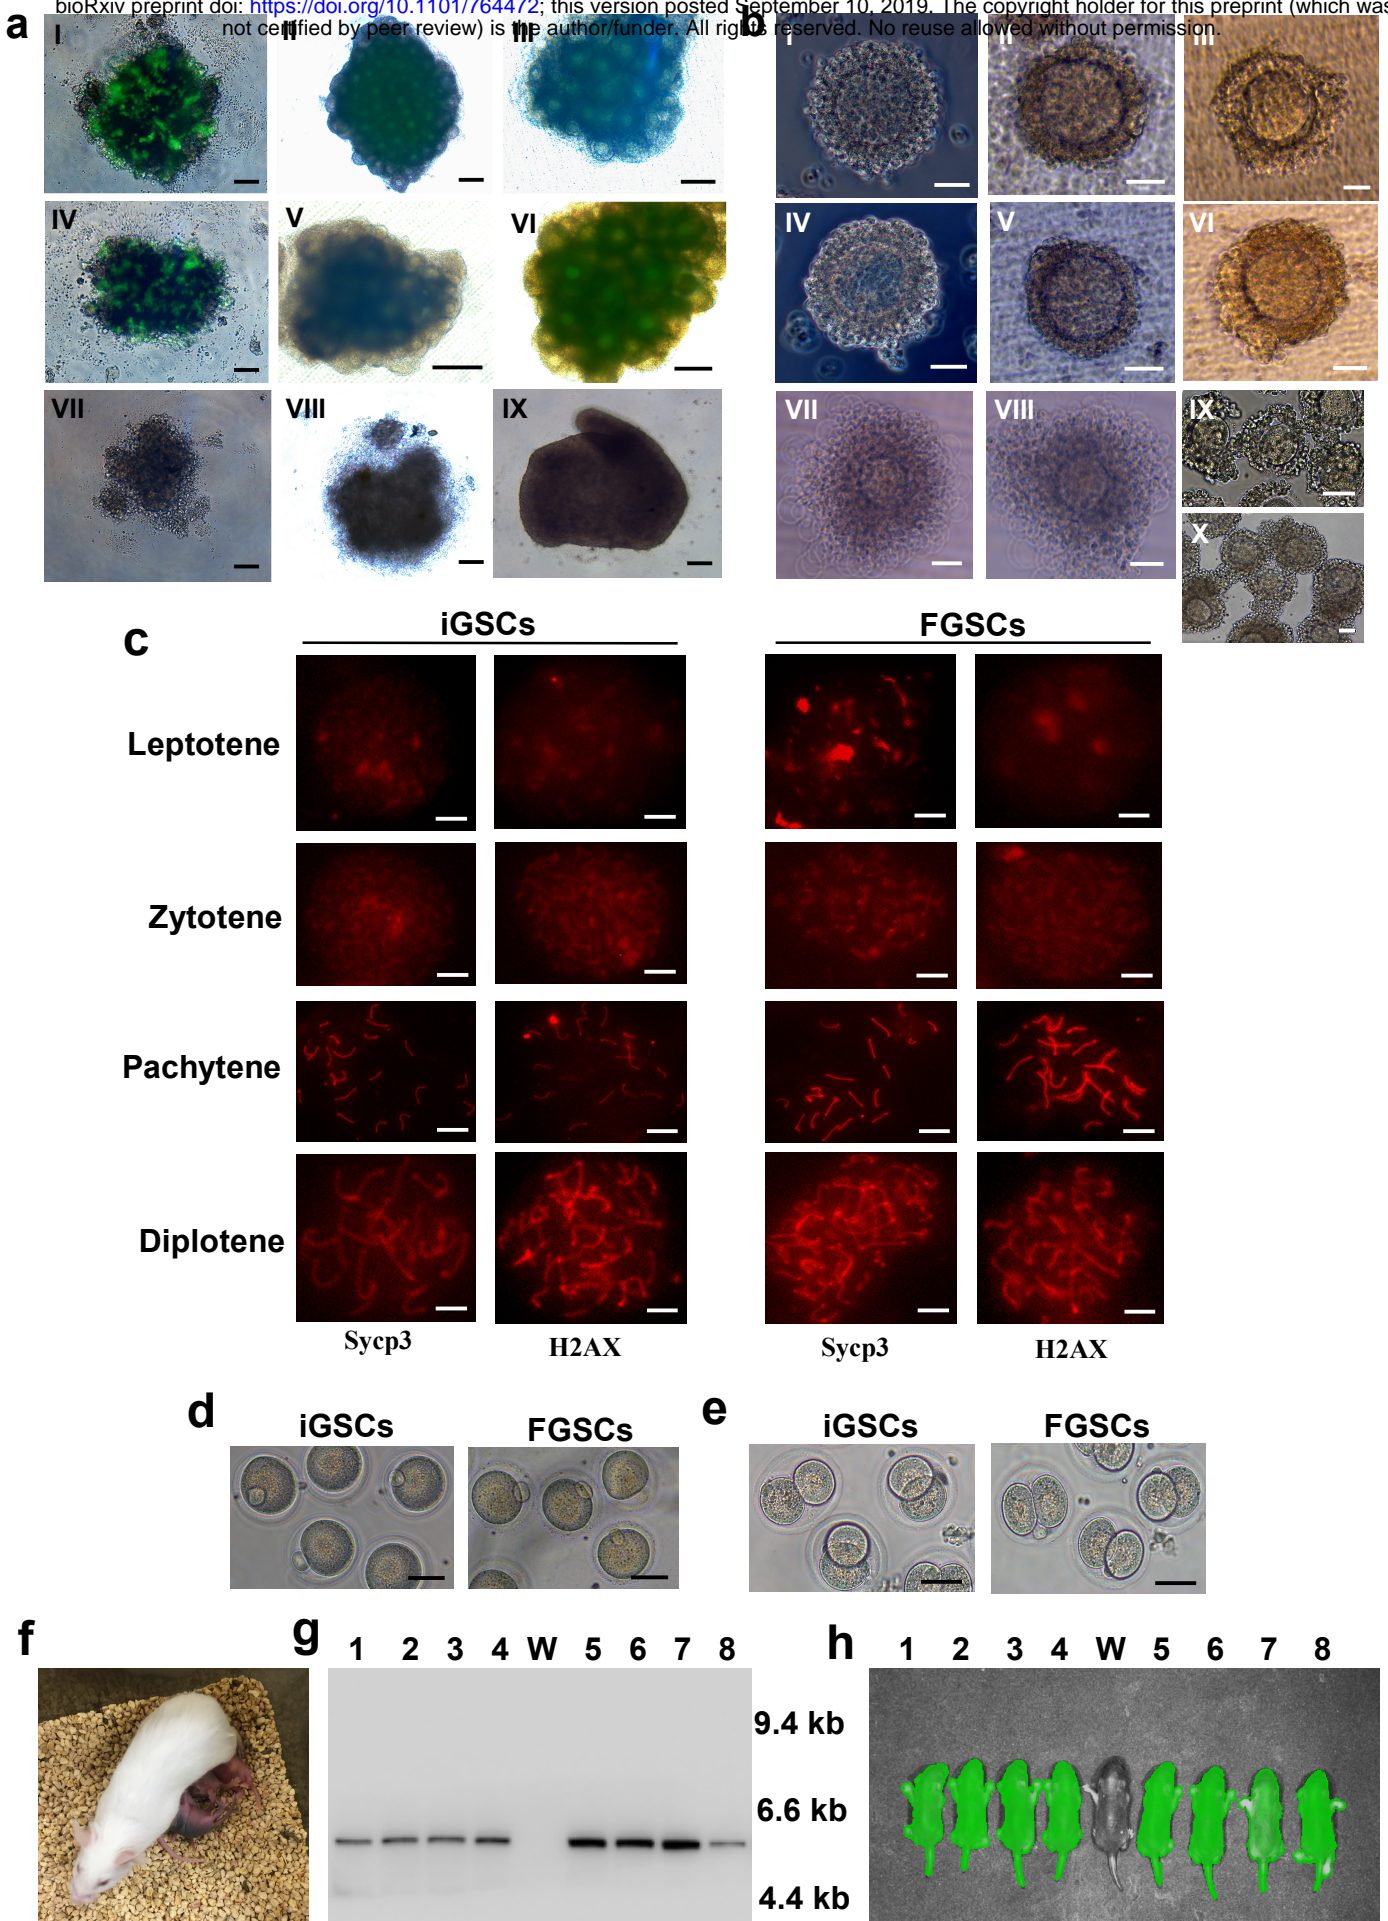 bioRxiv preprint doi: https://doi.org/10.1101/764472; this version posted September 10, 2019. The copyright holder for this preprint (which was
not certified by peer review) is the author/funder. All rights reserved. No reuse allowed without permission.
a
I
II
III
IV
V
VI
VII
VIII
IX
b
I
II
III
IV
V
VI
VII
VIII
IX
X
c
iGSCs
FGSCs
Leptotene
Zytotene
Pachytene
Diplotene
Sycp3
H2AX
Sycp3
H2AX
d
iGSCs
FGSCs
e
iGSCs
FGSCs
f
g
1 2 3 4 W 5 6 7 8
9.4 kb
6.6 kb
4.4 kb
h
1 2 3 4 W 5 6 7 8